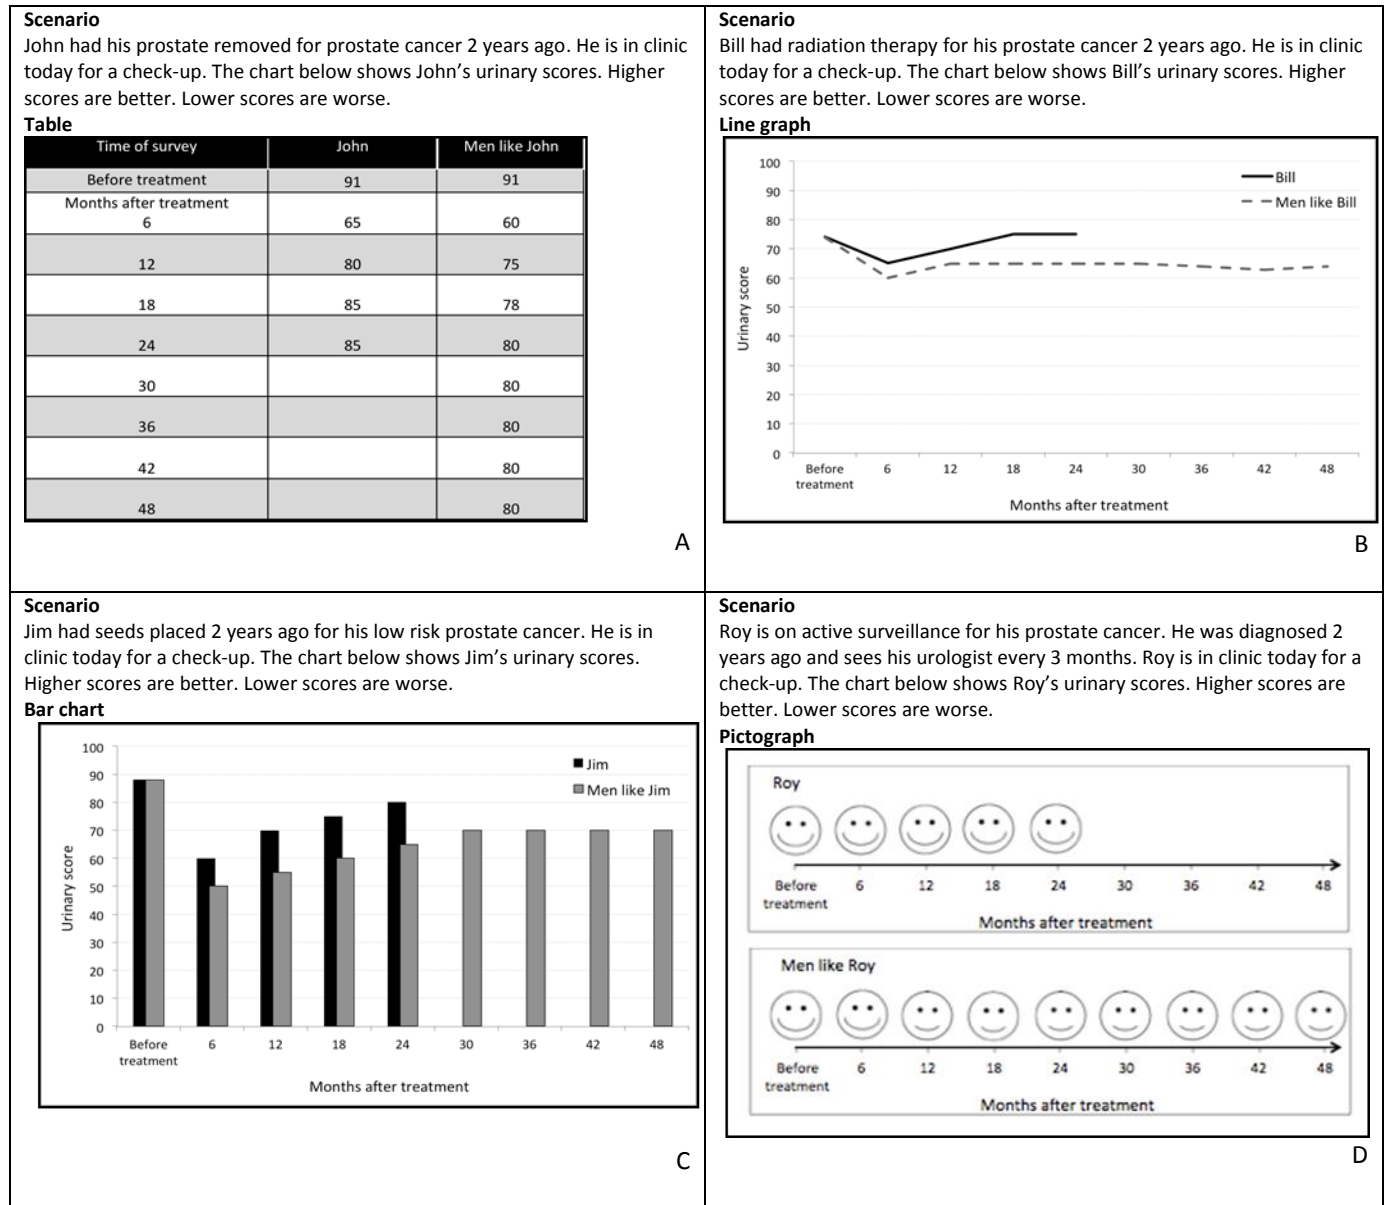 Scenario
John had his prostate removed for prostate cancer 2 years ago. He is in clinic
today for a check-up. The chart below shows John's urinary scores. Higher
scores are better. Lower scores are worse.
Table
Time of survey John Men like John
Before treatment 91 91
Months after treatment
6 65 60
12 80 75
18 85 78
24 85 80
30 80
36 80
42 80
48 80
A
Scenario
Bill had radiation therapy for his prostate cancer 2 years ago. He is in clinic
today for a check-up. The chart below shows Bill's urinary scores. Higher
scores are better. Lower scores are worse.
Line graph
100
90
80
70
60
50
40
30
20
10
0
Urinary score
Bill
Men like Bill
Before treatment 6 12 18 24 30 36 42 48
Months after treatment
B
Scenario
Jim had seeds placed 2 years ago for his low risk prostate cancer. He is in
clinic today for a check-up. The chart below shows Jim's urinary scores.
Higher scores are better. Lower scores are worse.
Bar chart
100
90
80
70
60
50
40
30
20
10
0
Urinary score
Jim
Men like Jim
Before treatment 6 12 18 24 30 36 42 48
Months after treatment
C
Scenario
Roy is on active surveillance for his prostate cancer. He was diagnosed 2
years ago and sees his urologist every 3 months. Roy is in clinic today for a
check-up. The chart below shows Roy's urinary scores. Higher scores are
better. Lower scores are worse.
Pictograph
Roy
Before treatment 6 12 18 24 30 36 42 48
Months after treatment
Men like Roy
Before treatment 6 12 18 24 30 36 42 48
Months after treatment
D